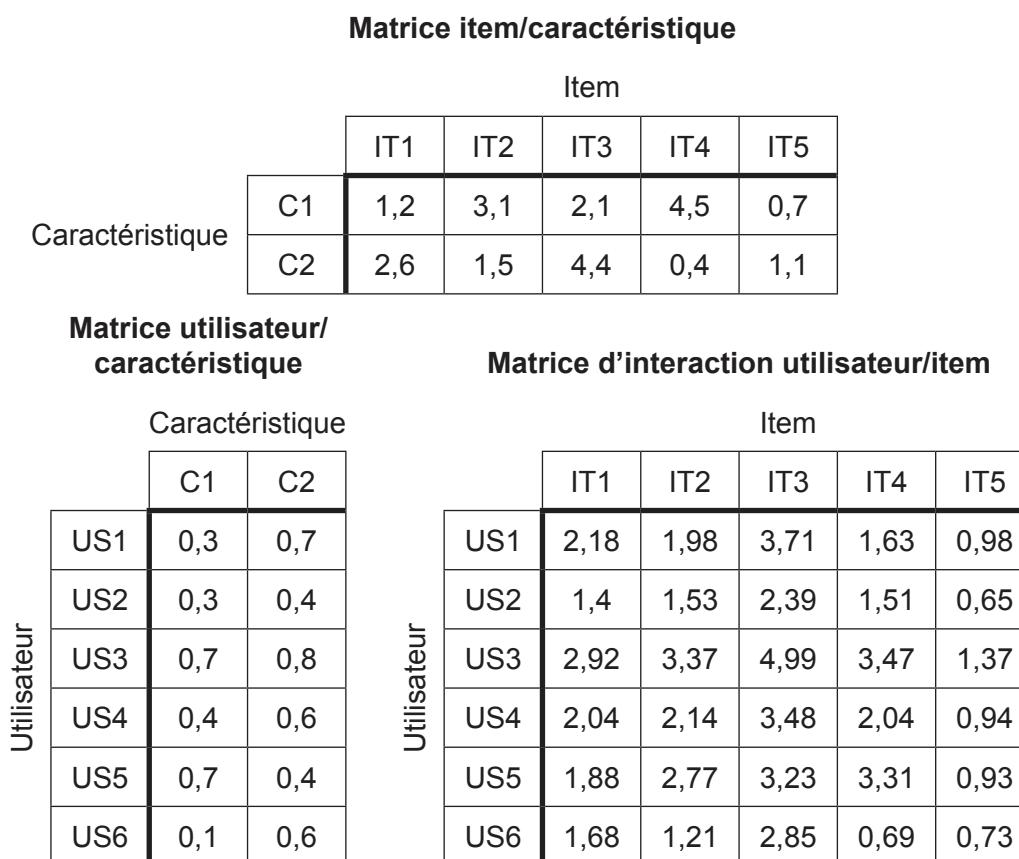 Matrice item/caractéristique
Item
IT1 IT2 IT3 IT4 IT5
Caractéristique
C1 1,2 3,1 2,1 4,5 0,7
C2 2,6 1,5 4,4 0,4 1,1
Matrice utilisateur/
caractéristique
Caractéristique
C1 C2
Utilisateur
US1 0,3 0,7
US2 0,3 0,4
US3 0,7 0,8
US4 0,4 0,6
US5 0,7 0,4
US6 0,1 0,6
Matrice d’interaction utilisateur/item
Item
IT1 IT2 IT3 IT4 IT5
Utilisateur
US1 2,18 1,98 3,71 1,63 0,98
US2 1,4 1,53 2,39 1,51 0,65
US3 2,92 3,37 4,99 3,47 1,37
US4 2,04 2,14 3,48 2,04 0,94
US5 1,88 2,77 3,23 3,31 0,93
US6 1,68 1,21 2,85 0,69 0,73